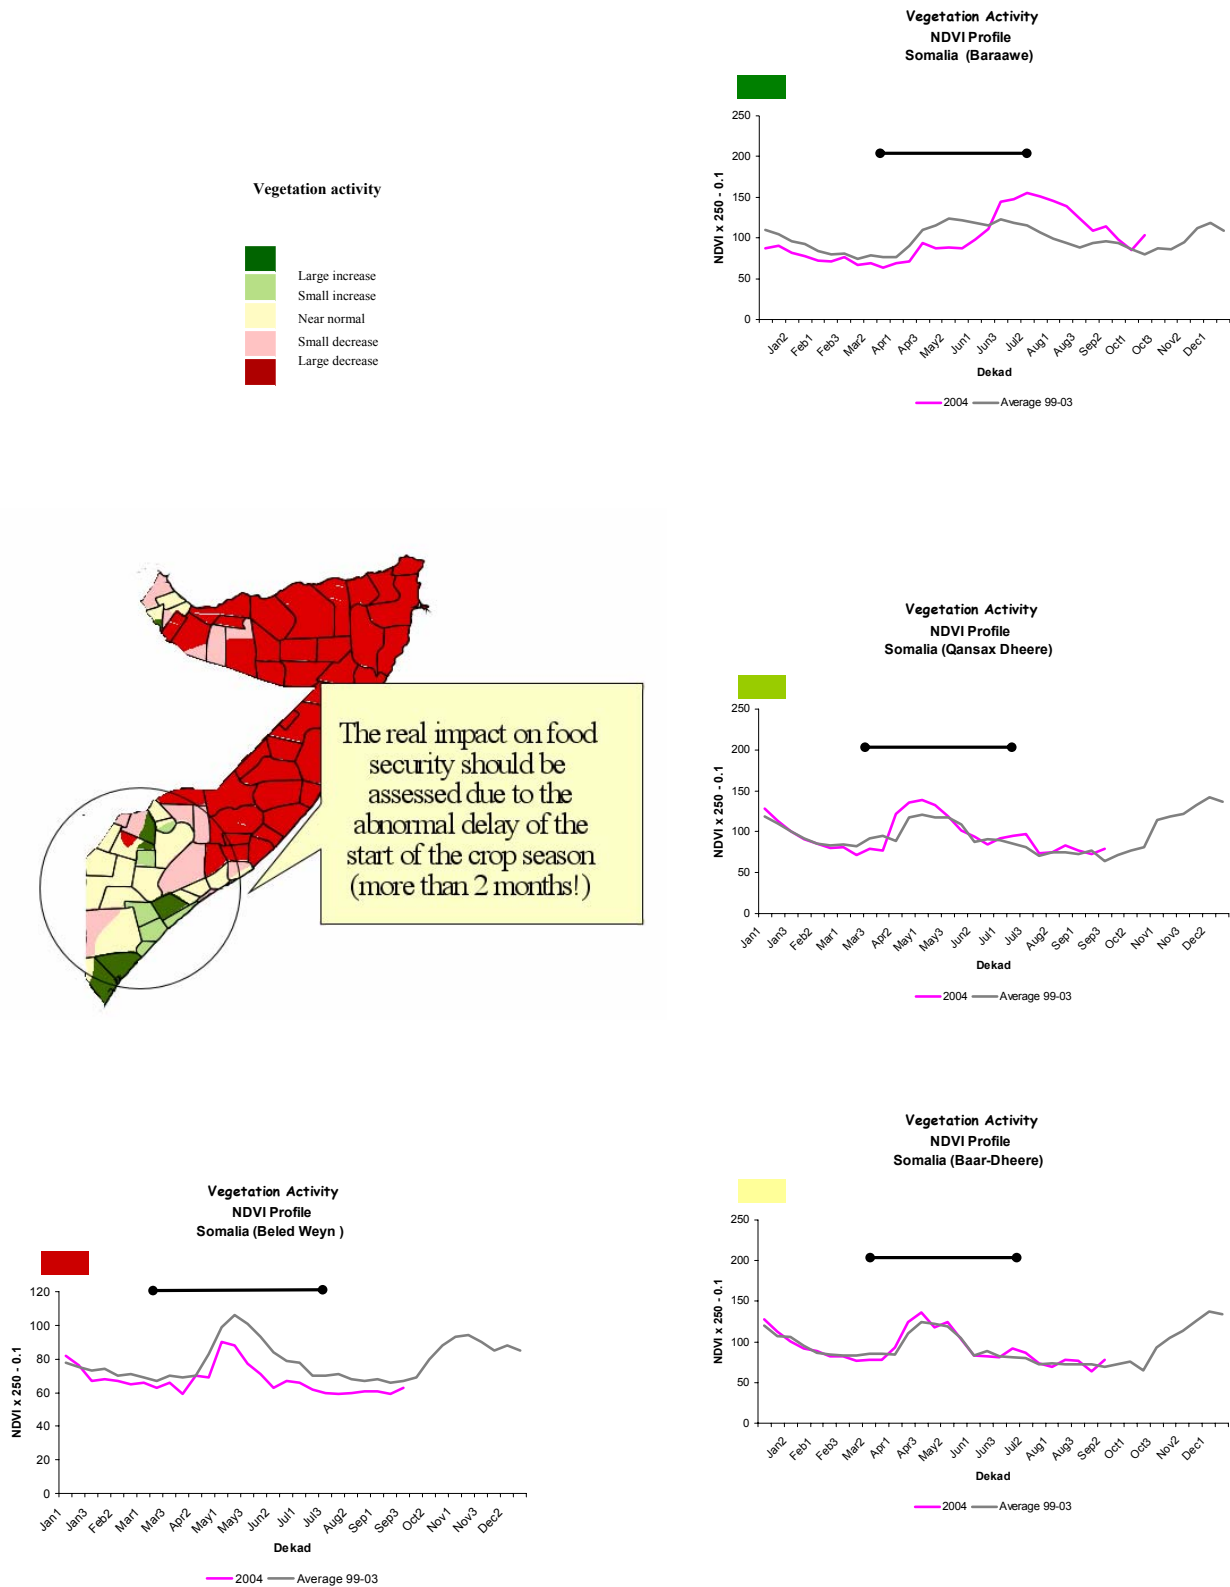 Vegetation Activity
NDVI Profile
Somalia (Baraawe)
250
200
150
100
50
0
NDVI x 250 - 0.1
Jan2
Feb1
Feb3
Mar2
Apr1
Apr3
May2
Jun1
Jun3
Jul2
Aug1
Aug3
Sep2
Oct1
Oct3
Nov2
Dec1
Dekad
2004
Average 99-03
Vegetation activity
Large increase
Small increase
Near normal
Small decrease
Large decrease
The real impact on food
security should be
assessed due to the
abnormal delay of the
start of the crop season
(more than 2 months!)
Vegetation Activity
NDVI Profile
Somalia (Qansax Dheere)
250
200
150
100
50
0
NDVI x 250 - 0.1
Jan1
Jan3
Feb2
Mar1
Mar3
Apr2
May1
May3
Jun2
Jul1
Jul3
Aug2
Sep1
Sep3
Oct2
Nov1
Nov3
Dec2
Dekad
2004
Average 99-03
Vegetation Activity
NDVI Profile
Somalia (Beled Weyn )
120
100
80
60
40
20
0
NDVI x 250 - 0.1
Jan1
Jan3
Feb2
Mar1
Mar3
Apr2
May1
May3
Jun2
Jul1
Jul3
Aug2
Sep1
Sep3
Oct2
Nov1
Nov3
Dec2
Dekad
2004
Average 99-03
Vegetation Activity
NDVI Profile
Somalia (Baar-Dheere)
250
200
150
100
50
0
NDVI x 250 - 0.1
Jan2
Feb1
Feb3
Mar2
Apr1
Apr3
May2
Jun1
Jun3
Jul2
Aug1
Aug3
Sep2
Oct1
Oct3
Nov2
Dec1
Dekad
2004
Average 99-03